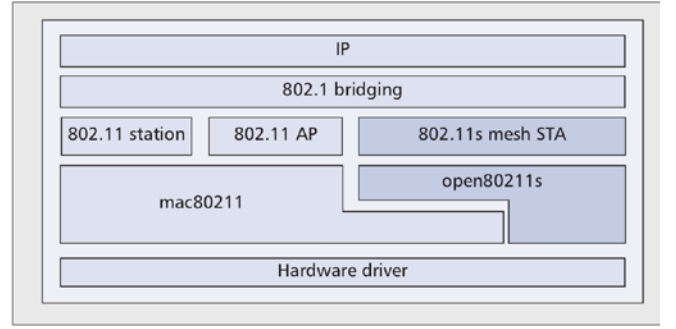 IP
802.1 bridging
802.11 station
802.11 AP
802.11s mesh STA
mac80211
open80211s
Hardware driver